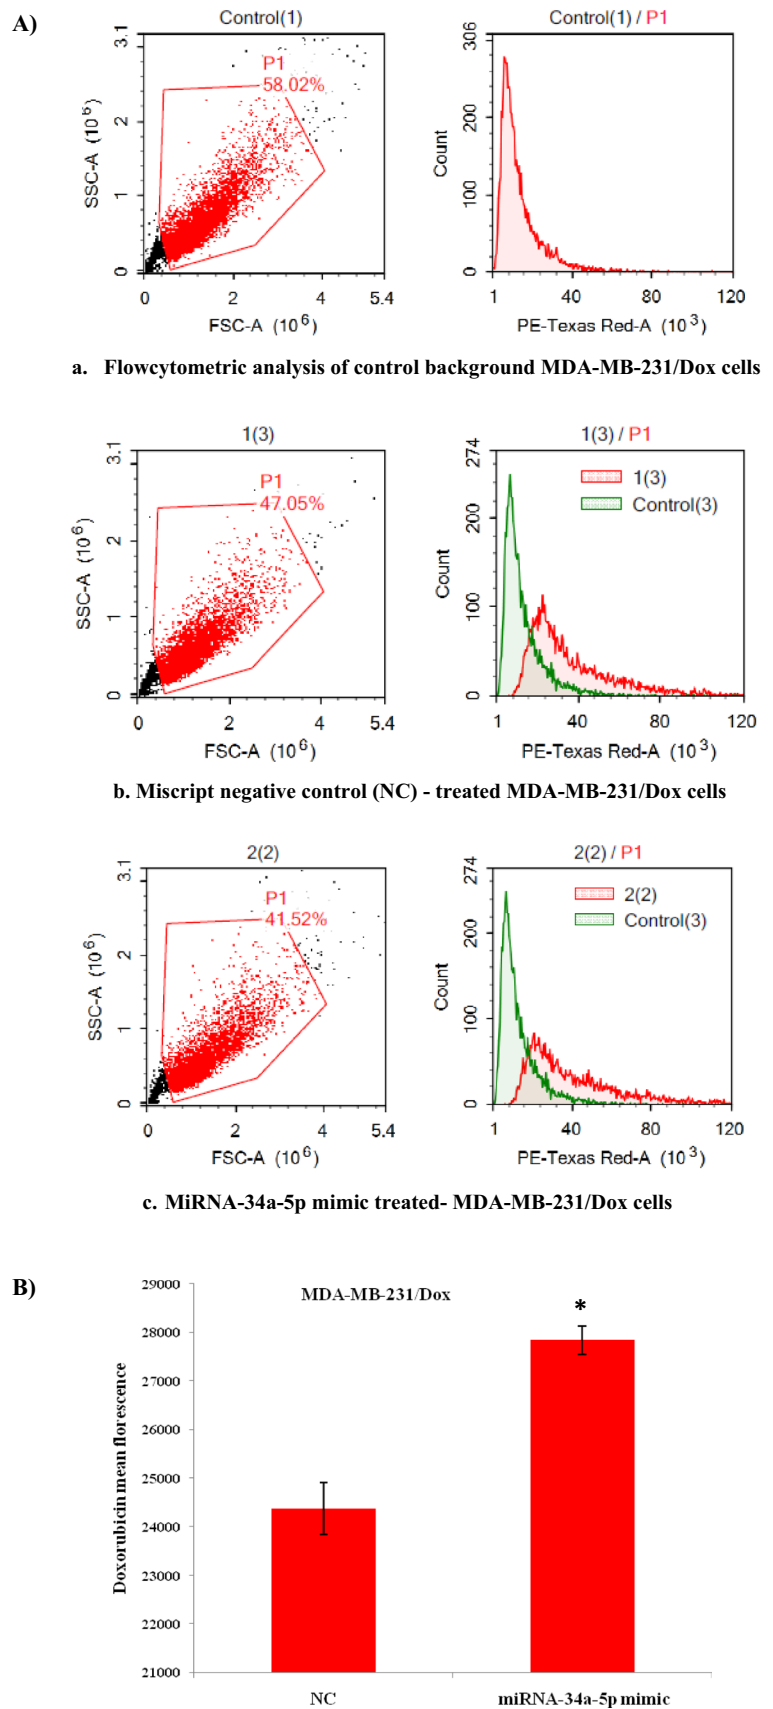 A)
Control(1)
3.1
2
1
0
SSC-A (10⁶)
P1
58.02%
0 2 4 5.4
FSC-A (10⁶)
Control(1) / P1
306
200
100
0
Count
1 40 80 120
PE-Texas Red-A (10³)
a. Flowcytometric analysis of control background MDA-MB-231/Dox cells
1(3)
3.1
2
1
0
SSC-A (10⁶)
P1
47.05%
0 2 4 5.4
FSC-A (10⁶)
1(3) / P1
274
200
100
0
Count
1(3)
Control(3)
1 40 80 120
PE-Texas Red-A (10³)
b. Miscript negative control (NC) - treated MDA-MB-231/Dox cells
2(2)
3.1
2
1
0
SSC-A (10⁶)
P1
41.52%
0 2 4 5.4
FSC-A (10⁶)
2(2) / P1
274
200
100
0
Count
2(2)
Control(3)
1 40 80 120
PE-Texas Red-A (10³)
c. MiRNA-34a-5p mimic treated- MDA-MB-231/Dox cells
B)
MDA-MB-231/Dox
Doxorubicin mean florescence
29000
28000
27000
26000
25000
24000
23000
22000
21000
*
NC miRNA-34a-5p mimic